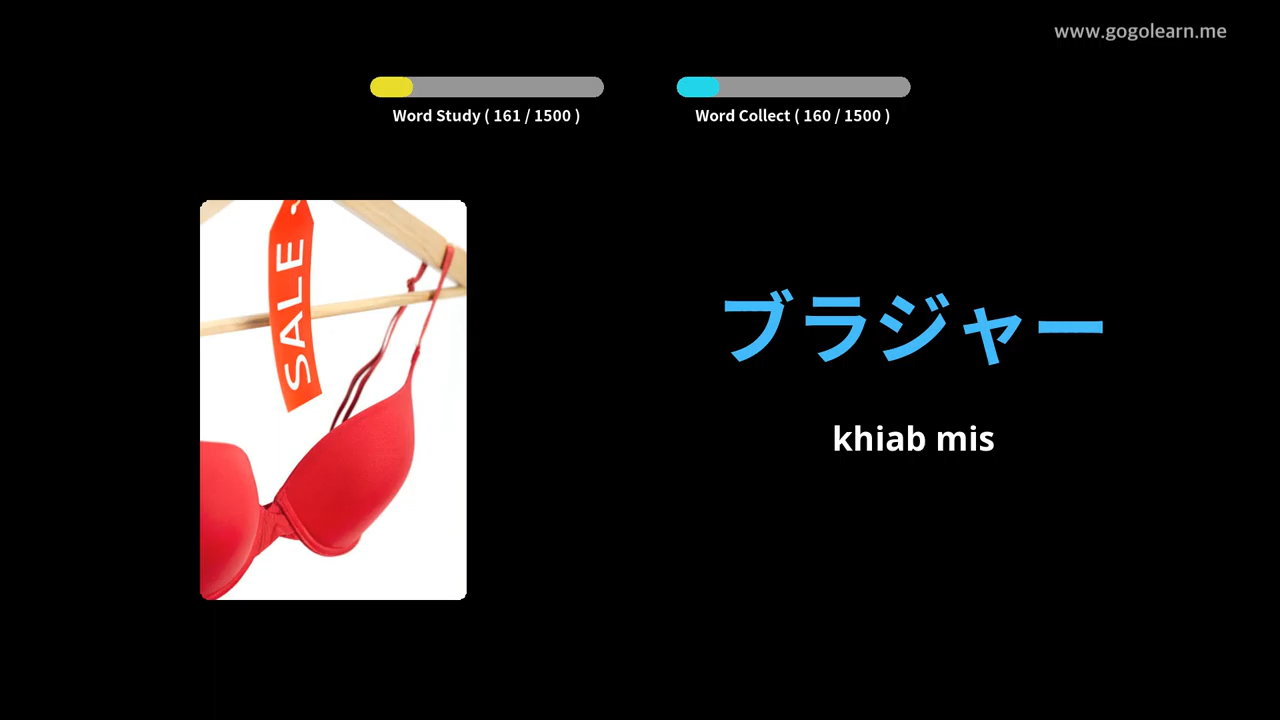 www.gogolearn.me
Word Study ( 161 / 1500 )
Word Collect ( 160 / 1500 )
SALE
ブラジャー
khiab mis